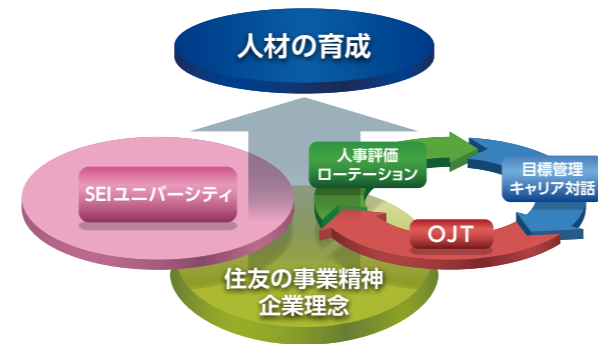 人材の育成
SEIユニバーシティ
人事評価
ローテーション
目標管理
キャリア対話
OJT
住友の事業精神
企業理念